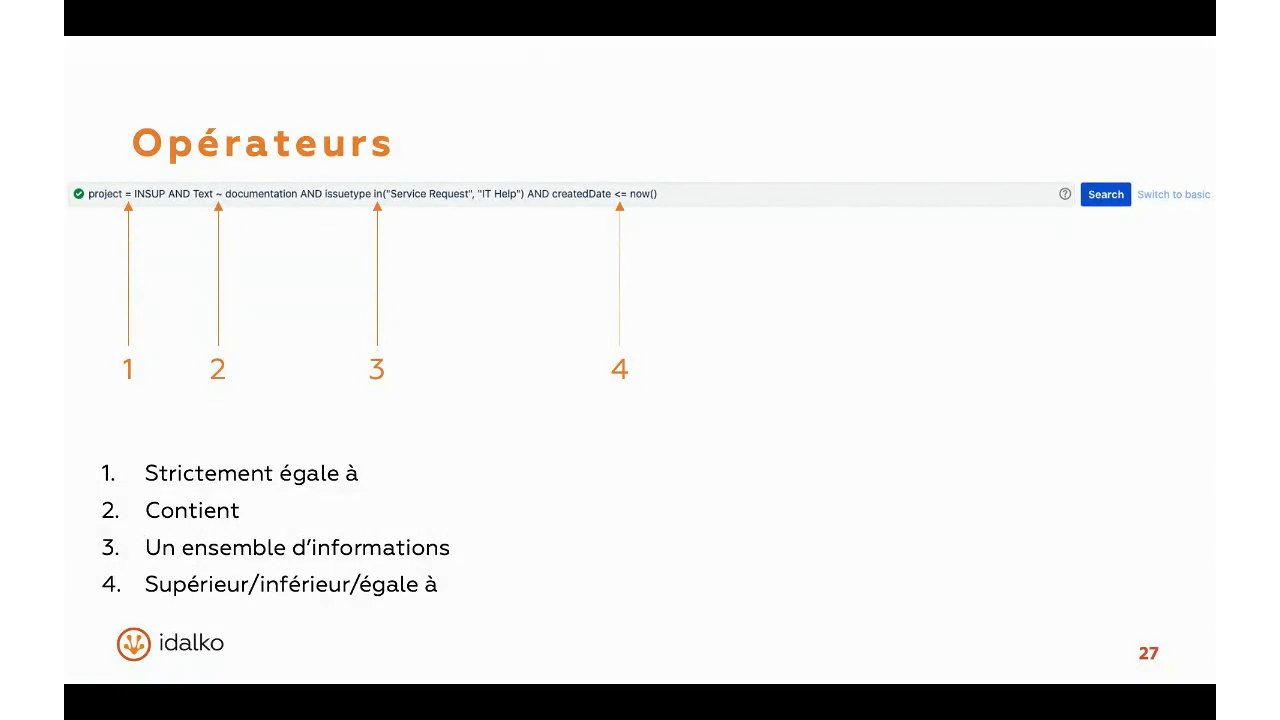 Opérateurs
project = INSUP AND Text ~ documentation AND issuetype in("Service Request", "IT Help") AND createdDate <= now() ? Search Switch to basic
1 2 3 4
1. Strictement égale à
2. Contient
3. Un ensemble d'informations
4. Supérieur/inférieur/égale à
idalko
27